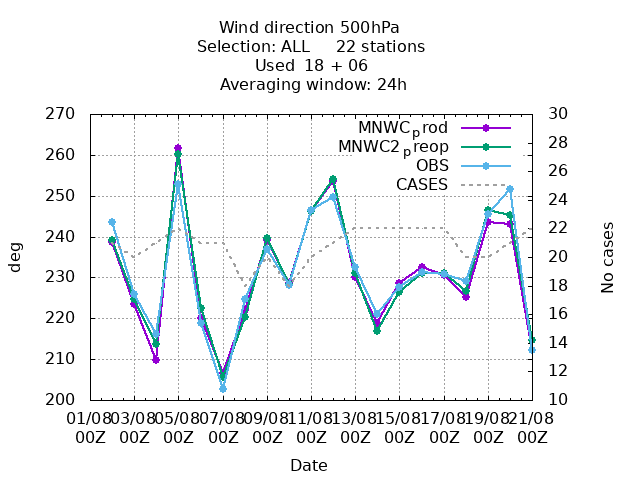 Wind direction 500hPa
Selection: ALL 22 stations
Used 18 + 06
Averaging window: 24h
270
260
250
240
230
220
210
200
deg
30
28
26
24
22
20
18
16
14
12
10
No cases
MNWCprod
MNWC2preop
OBS
CASES
01/08 03/08 05/08 07/08 09/08 11/08 13/08 15/08 17/08 19/08 21/08
00Z 00Z 00Z 00Z 00Z 00Z 00Z 00Z 00Z 00Z 00Z
Date